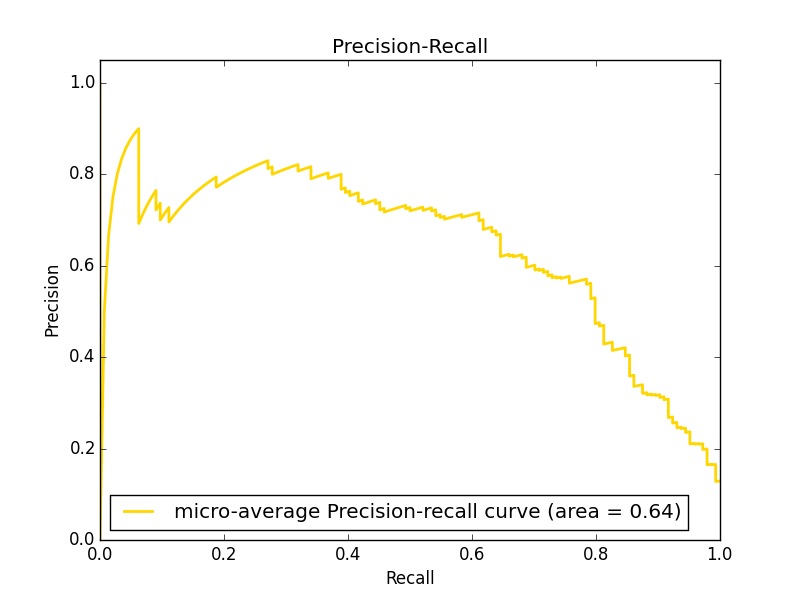 Precision-Recall
1.0
0.8
0.6
0.4
0.2
0.0
Precision
micro-average Precision-recall curve (area = 0.64)
0.0 0.2 0.4 0.6 0.8 1.0
Recall